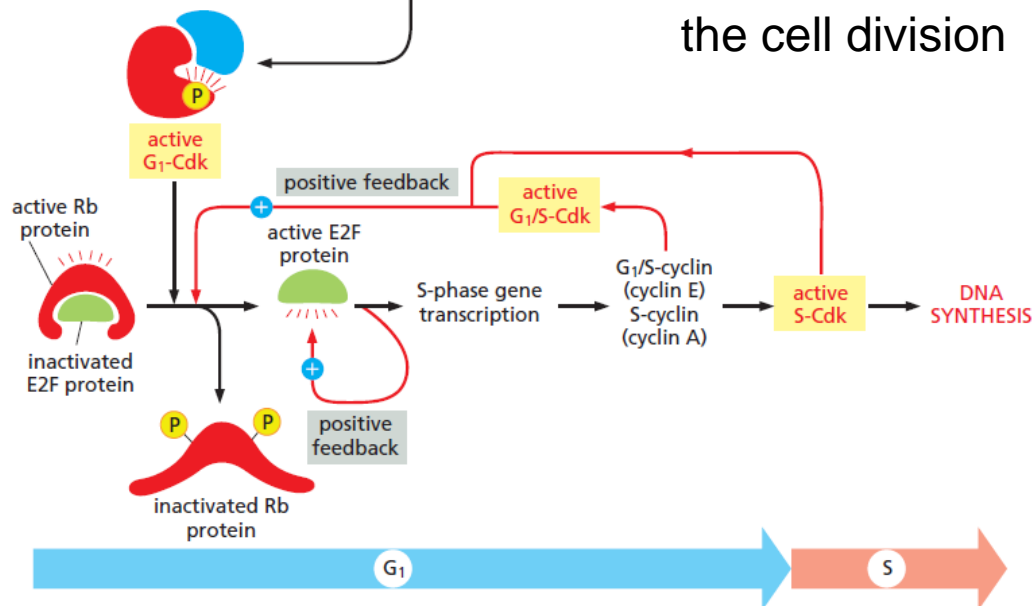 the cell division
P
active
G₁-Cdk
positive feedback
active
G₁/S-Cdk
active Rb
protein
+
active E2F
protein
G₁/S-cyclin
(cyclin E)
S-cyclin
(cyclin A)
S-phase gene
transcription
active
S-Cdk
DNA
SYNTHESIS
inactivated
E2F protein
+
P
P
positive
feedback
inactivated Rb
protein
G₁
S